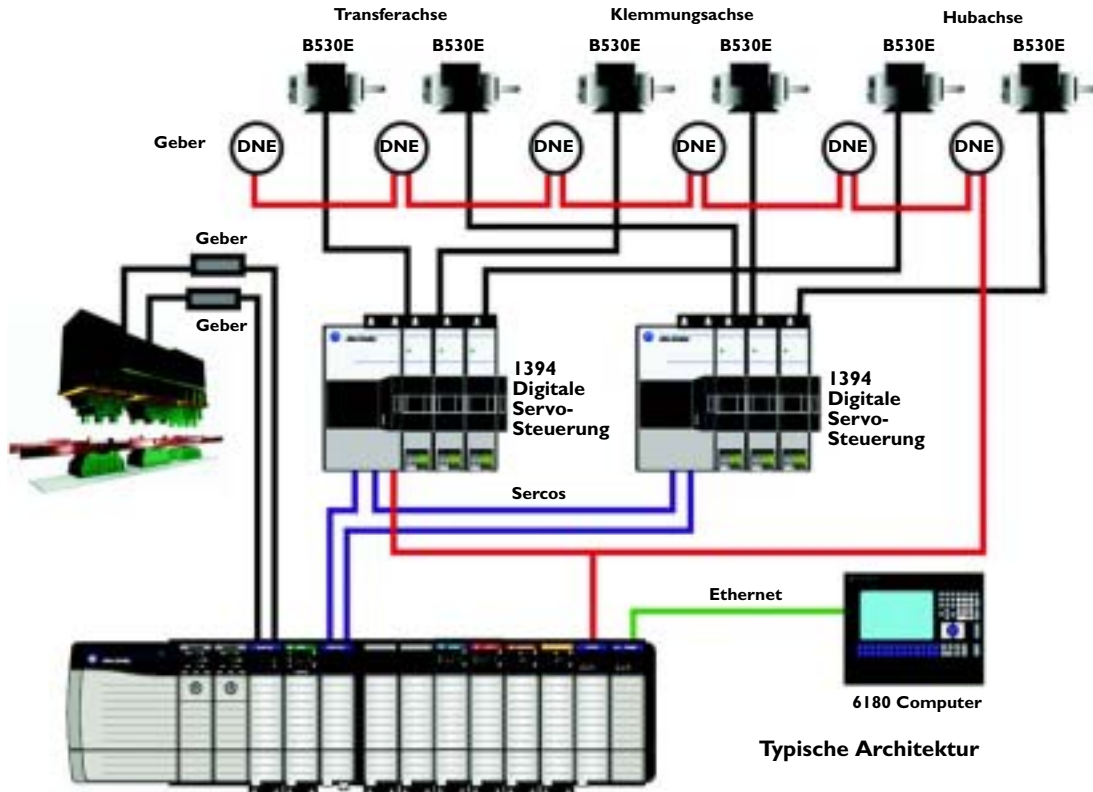 Transferachse
Klemmungsachse
Hubachse
B530E
B530E
B530E
B530E
B530E
B530E
Geber
DNE
DNE
DNE
DNE
DNE
DNE
Geber
Geber
1394
Digitale
Servo-
Steuerung
1394
Digitale
Servo-
Steuerung
Sercos
Ethernet
6180 Computer
Typische Architektur